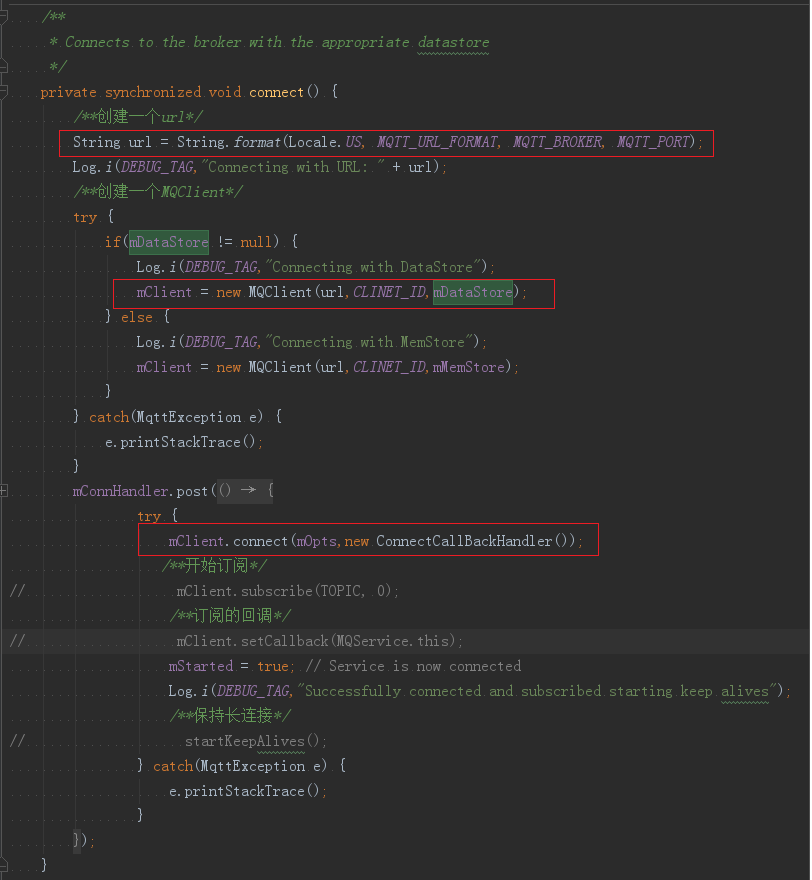 /**
 * Connects to the broker with the appropriate datastore
 */
private synchronized void connect() {
/**创建一个url*/
String url = String.format(Locale.US, MQTT_URL_FORMAT, MQTT_BROKER, MQTT_PORT);
Log.i(DEBUG_TAG,"Connecting with URL: " + url);
/**创建一个MQClient*/
try {
if(mDataStore != null) {
Log.i(DEBUG_TAG,"Connecting with DataStore");
mClient = new MQClient(url,CLINET_ID,mDataStore);
} else {
Log.i(DEBUG_TAG,"Connecting with MemStore");
mClient = new MQClient(url,CLINET_ID,mMemStore);
}
} catch(MqttException e) {
e.printStackTrace();
}
mConnHandler.post(() → {
try {
mClient.connect(mOpts,new ConnectCallBackHandler());
/**开始订阅*/
// mClient.subscribe(TOPIC, 0);
/**订阅的回调*/
// mClient.setCallback(MQService.this);
mStarted = true; // Service is now connected
Log.i(DEBUG_TAG,"Successfully connected and subscribed starting keep alives");
/**保持长连接*/
// startKeepAlives();
} catch(MqttException e) {
e.printStackTrace();
}
});
}